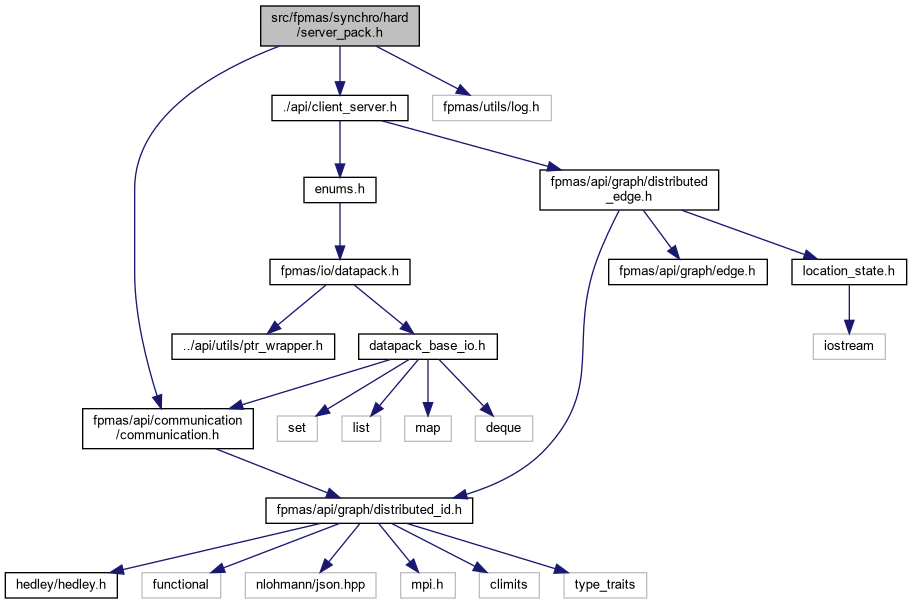 src/fpmas/synchro/hard
/server_pack.h
./api/client_server.h
fpmas/utils/log.h
enums.h
fpmas/api/graph/distributed
_edge.h
fpmas/io/datapack.h
fpmas/api/graph/edge.h
location_state.h
../api/utils/ptr_wrapper.h
datapack_base_io.h
iostream
fpmas/api/communication
/communication.h
set
list
map
deque
fpmas/api/graph/distributed_id.h
hedley/hedley.h
functional
nlohmann/json.hpp
mpi.h
climits
type_traits